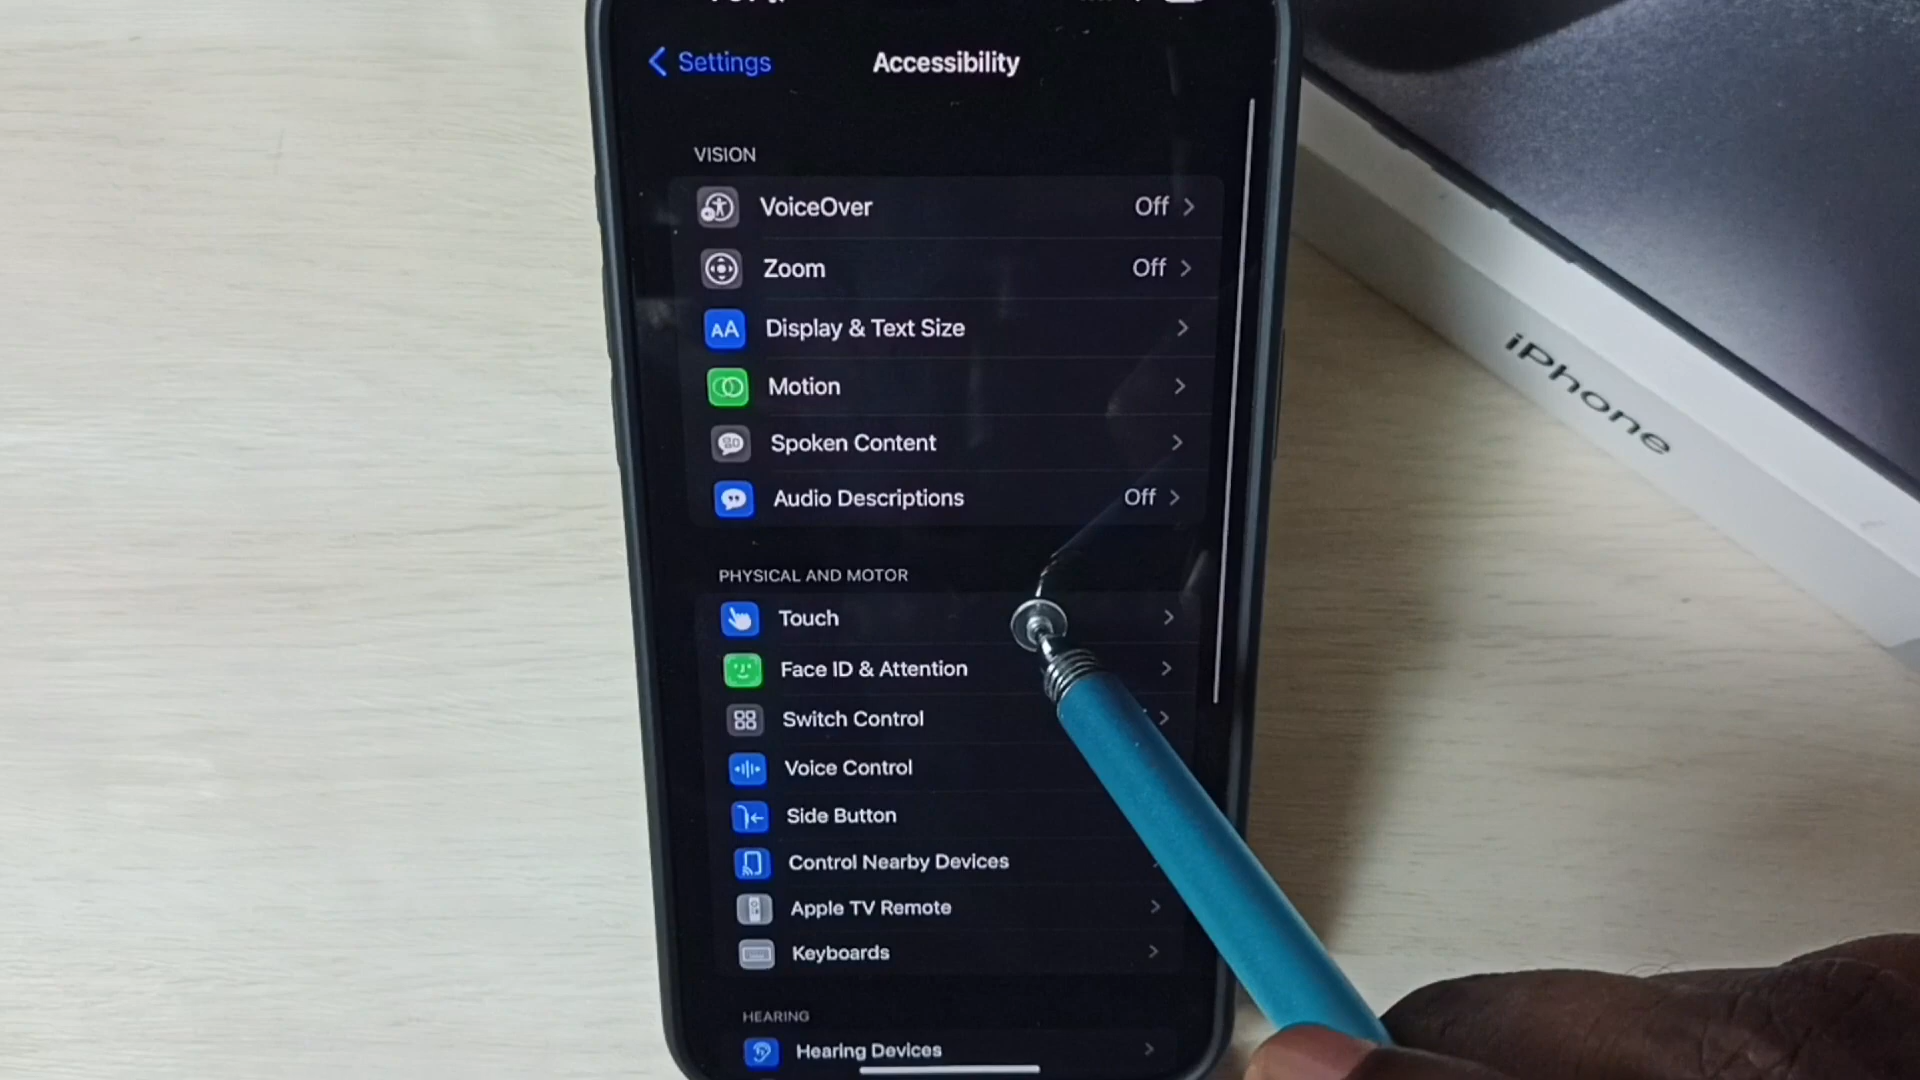 Settings
Accessibility
VISION
VoiceOver Off
Zoom Off
AA Display & Text Size
Motion
Spoken Content
Audio Descriptions Off
PHYSICAL AND MOTOR
Touch
Face ID & Attention
Switch Control
Voice Control
Side Button
Control Nearby Devices
Apple TV Remote
Keyboards
HEARING
Hearing Devices
iPhone